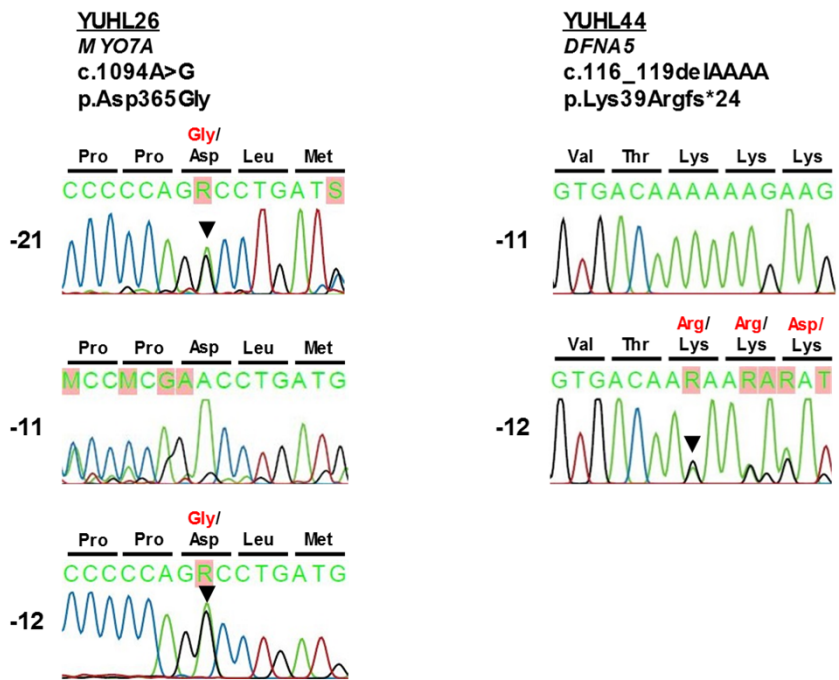 YUHL26
MYO7A
c.1094A>G
p.Asp365Gly
Gly/
Pro Pro Asp Leu Met
CCCCCAGRCCTGATS
-21
Pro Pro Asp Leu Met
MCCMCGAACCTGATG
-11
Gly/
Pro Pro Asp Leu Met
CCCCCAGRCCTGATG
-12
YUHL44
DFNA5
c.116_119delAAAA
p.Lys39Argfs*24
Val Thr Lys Lys Lys
GTGACAAAAAAGAAG
-11
Arg/ Arg/ Asp/
Val Thr Lys Lys Lys
GTGACAARAARARAT
-12